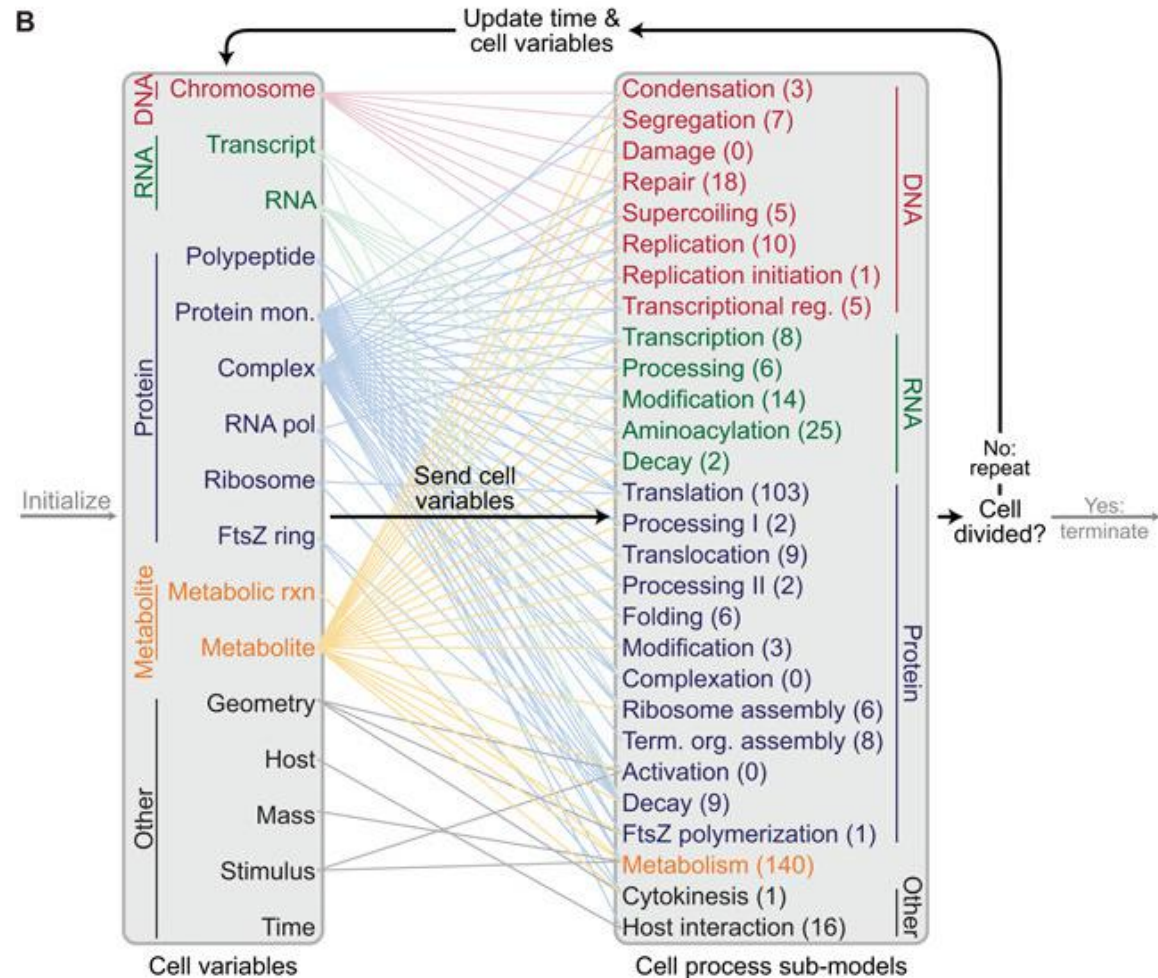 B
Update time &
cell variables
DNA
Chromosome
RNA
Transcript
RNA
Protein
Polypeptide
Protein mon.
Complex
RNA pol
Ribosome
FtsZ ring
Metabolite
Metabolic rxn
Metabolite
Other
Geometry
Host
Mass
Stimulus
Time
Cell variables
Initialize
Send cell
variables
Condensation (3)
Segregation (7)
Damage (0)
Repair (18)
Supercoiling (5)
Replication (10)
Replication initiation (1)
Transcriptional reg. (5)
DNA
Transcription (8)
Processing (6)
Modification (14)
Aminoacylation (25)
Decay (2)
RNA
Translation (103)
Processing I (2)
Translocation (9)
Processing II (2)
Folding (6)
Modification (3)
Complexation (0)
Ribosome assembly (6)
Term. org. assembly (8)
Activation (0)
Decay (9)
FtsZ polymerization (1)
Protein
Metabolism (140)
Cytokinesis (1)
Host interaction (16)
Other
Cell process sub-models
No:
repeat
Cell
divided?
Yes:
terminate